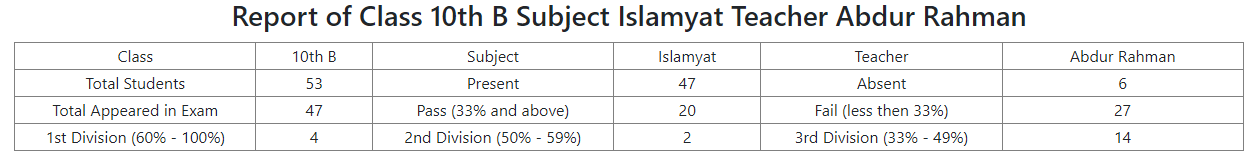 Report of Class 10th B Subject Islamyat Teacher Abdur Rahman
Class 10th B Subject Islamyat Teacher Abdur Rahman
Total Students 53 Present 47 Absent 6
Total Appeared in Exam 47 Pass (33% and above) 20 Fail (less then 33%) 27
1st Division (60% - 100%) 4 2nd Division (50% - 59%) 2 3rd Division (33% - 49%) 14